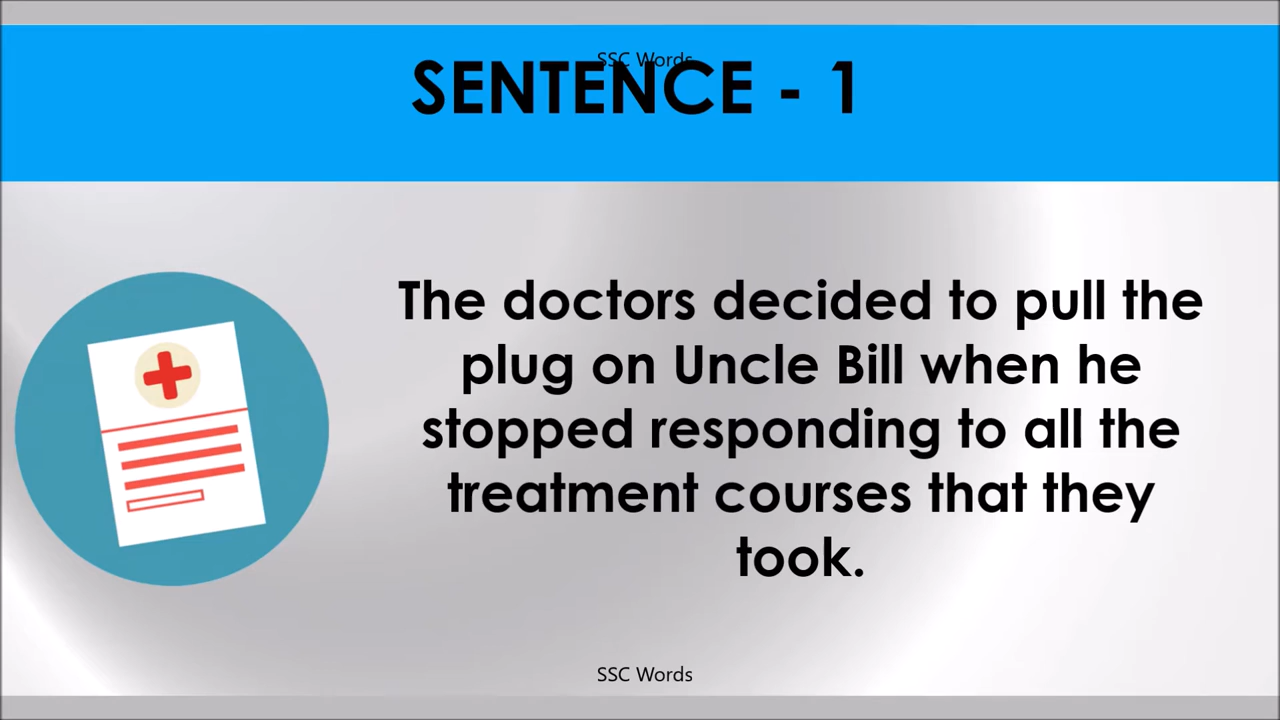 SSC Words
SENTENCE - 1
The doctors decided to pull the
plug on Uncle Bill when he
stopped responding to all the
treatment courses that they
took.
SSC Words